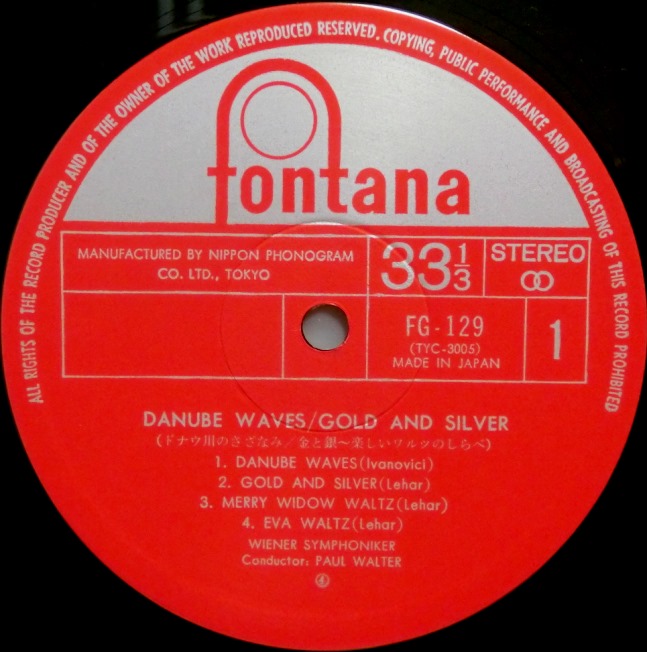 ALL RIGHTS OF THE RECORD PRODUCER AND OF THE OWNER OF THE WORK REPRODUCED RESERVED. COPYING, PUBLIC PERFORMANCE AND BROADCASTING OF THIS RECORD PROHIBITED
fontana
MANUFACTURED BY NIPPON PHONOGRAM
CO. LTD., TOKYO
33 1/3
STEREO
FG-129
(TYC-3005)
MADE IN JAPAN
1
DANUBE WAVES/GOLD AND SILVER
(ドナウ川のさざなみ/金と銀〜楽しいワルツのしらべ)
1. DANUBE WAVES(Ivanovici)
2. GOLD AND SILVER(Lehar)
3. MERRY WIDOW WALTZ(Lehar)
4. EVA WALTZ(Lehar)
WIENER SYMPHONIKER
Conductor: PAUL WALTER